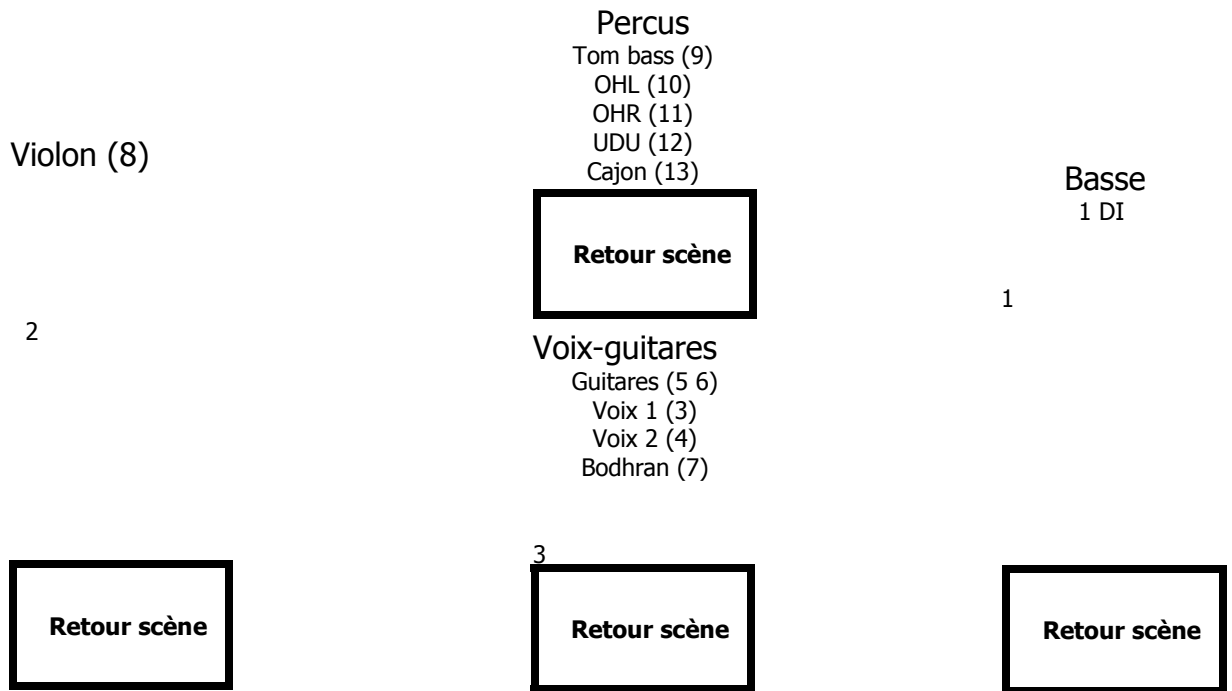 Percus
Tom bass (9)
OHL (10)
OHR (11)
UDU (12)
Cajon (13)
Violon (8)
Basse
1 DI
Retour scène
1
2
Voix-guitares
Guitares (5 6)
Voix 1 (3)
Voix 2 (4)
Bodhran (7)
3
Retour scène
Retour scène
Retour scène